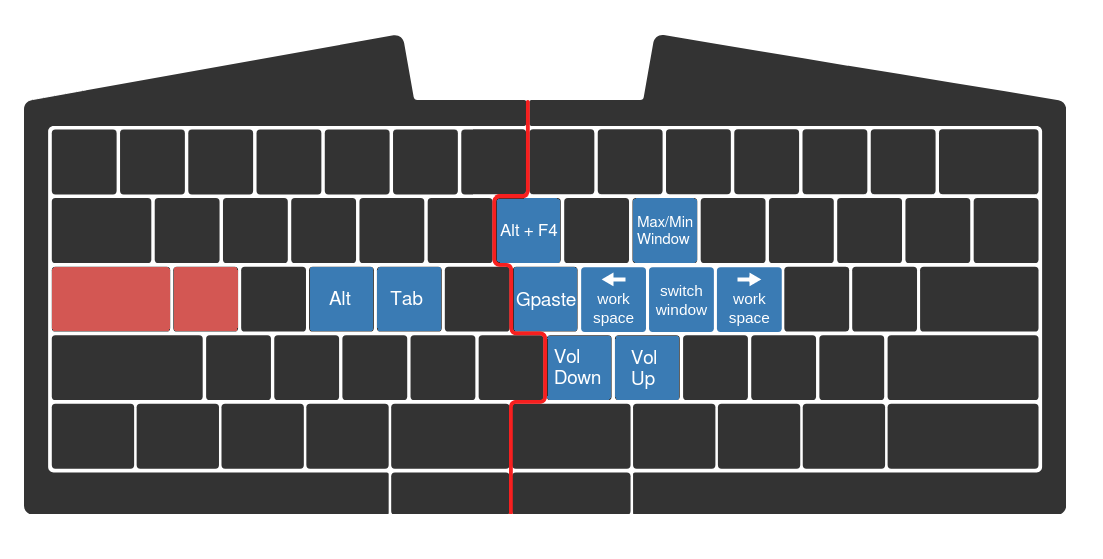 Alt + F4
Max/Min
Window
Alt
Tab
Gpaste
work
space
switch
window
work
space
Vol
Down
Vol
Up